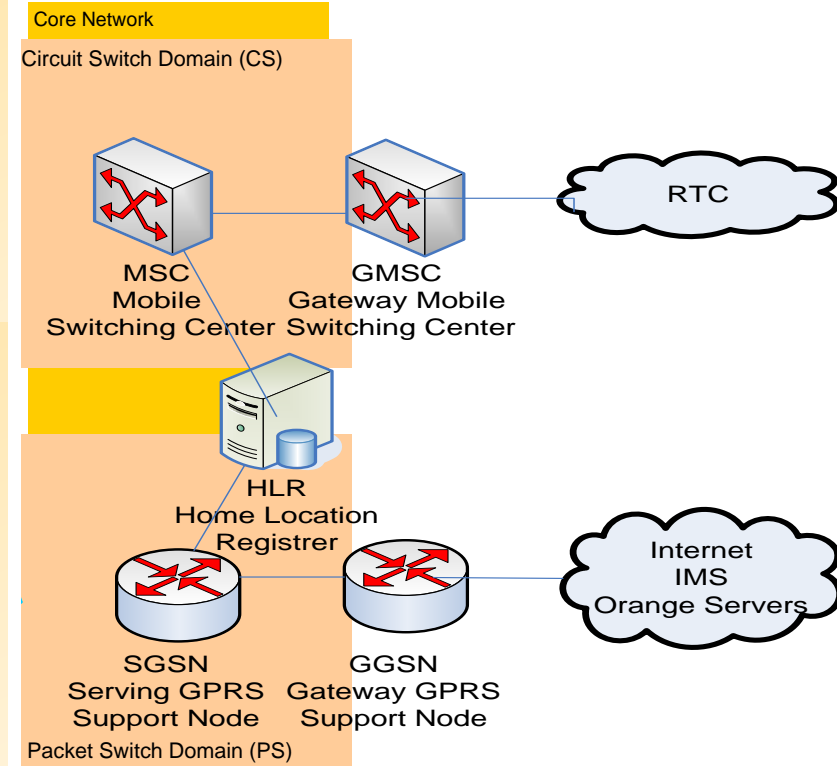 Core Network
Circuit Switch Domain (CS)
RTC
MSC
Mobile
Switching Center
GMSC
Gateway Mobile
Switching Center
HLR
Home Location
Registrer
Internet
IMS
Orange Servers
SGSN
Serving GPRS
Support Node
GGSN
Gateway GPRS
Support Node
Packet Switch Domain (PS)